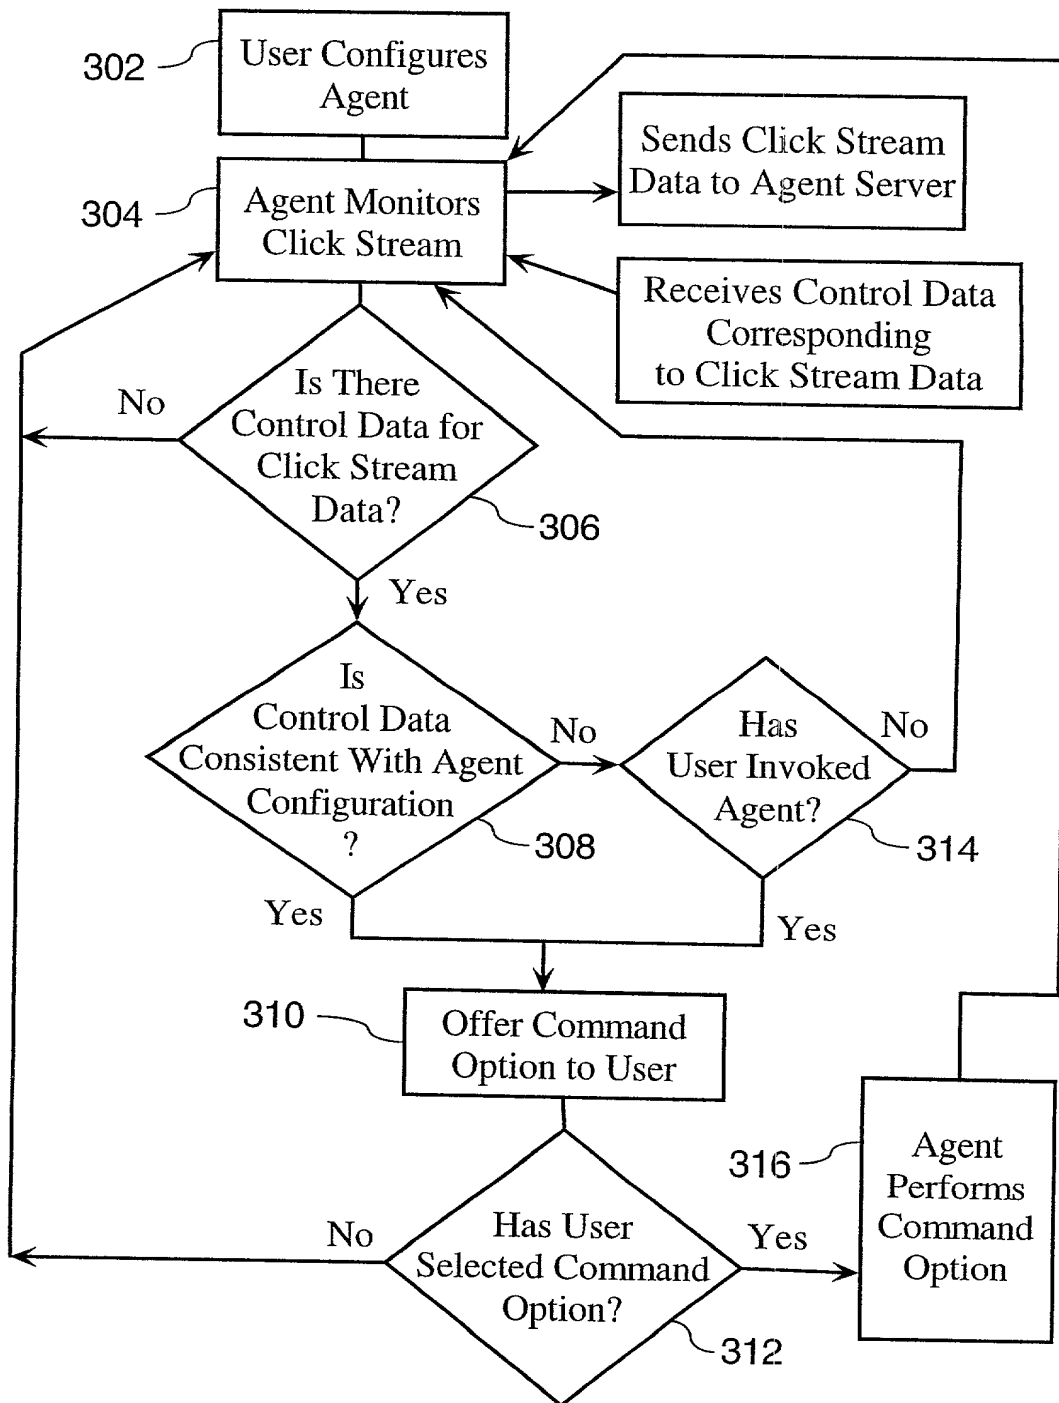 302
User Configures
Agent
304
Agent Monitors
Click Stream
Sends Click Stream
Data to Agent Server
Receives Control Data
Corresponding
to Click Stream Data
No
Is There
Control Data for
Click Stream
Data?
306
Yes
Is
Control Data
Consistent With Agent
Configuration
?
308
No
Has
User Invoked
Agent?
314
No
Yes
Yes
310
Offer Command
Option to User
No
Has User
Selected Command
Option?
312
Yes
316
Agent
Performs
Command
Option